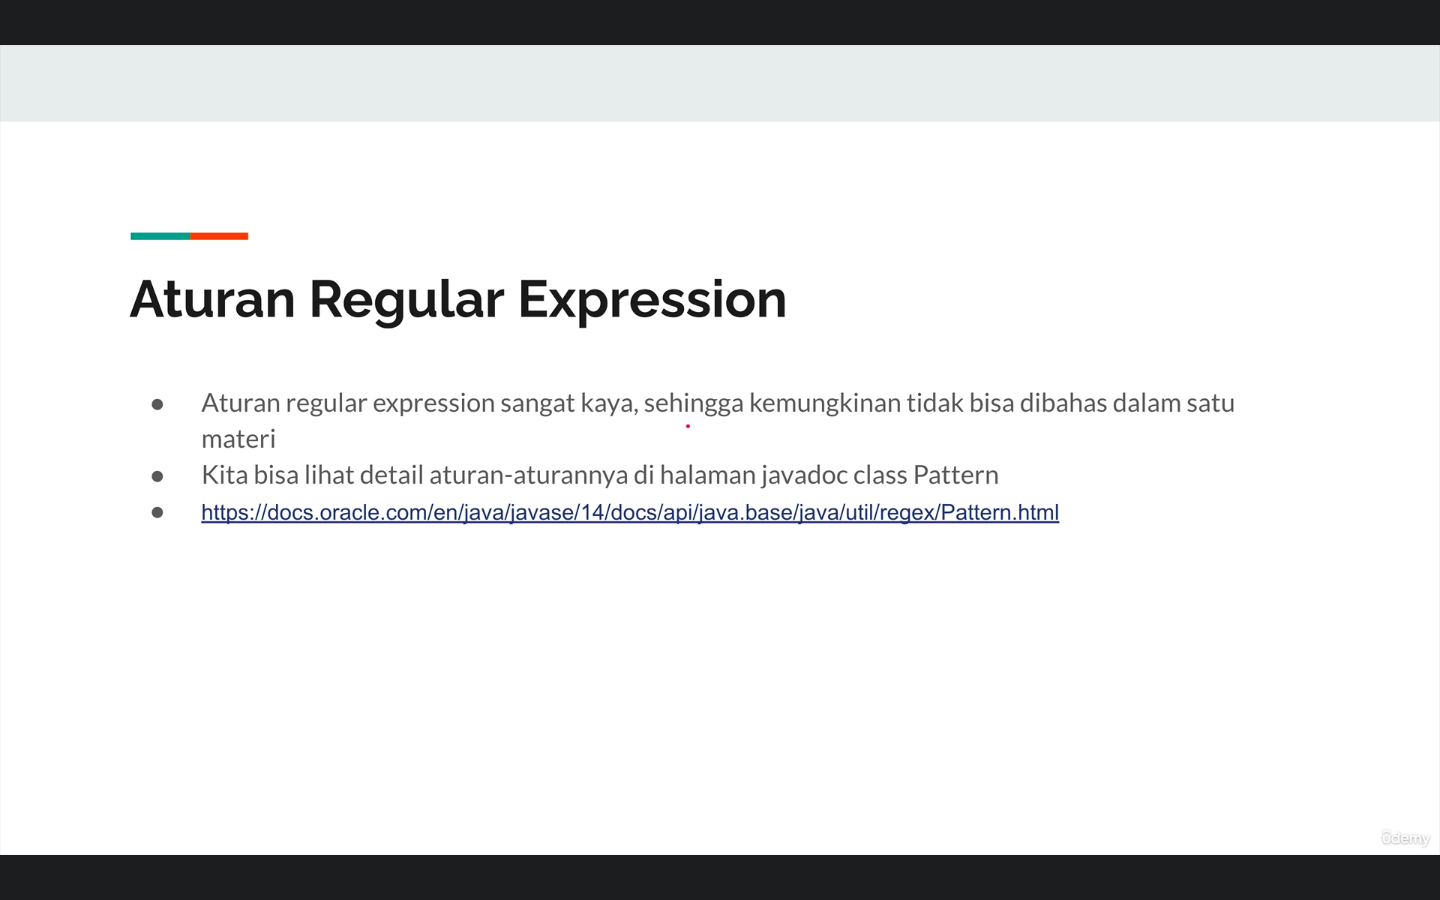 Aturan Regular Expression
● Aturan regular expression sangat kaya, sehingga kemungkinan tidak bisa dibahas dalam satu
materi
● Kita bisa lihat detail aturan-aturannya di halaman javadoc class Pattern
● https://docs.oracle.com/en/java/javase/14/docs/api/java.base/java/util/regex/Pattern.html
ûdemy